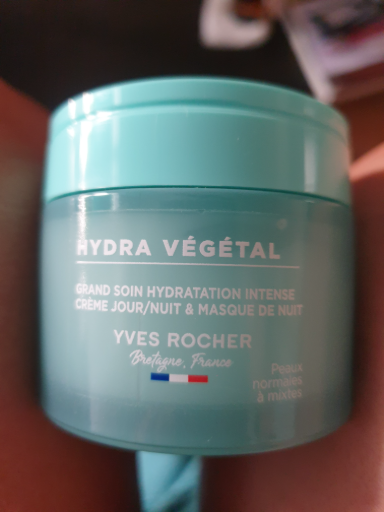 HYDRA VÉGÉTAL
GRAND SOIN HYDRATATION INTENSE
CRÈME JOUR/NUIT & MASQUE DE NUIT
YVES ROCHER
Bretagne, France
Peaux
normales
à mixtes